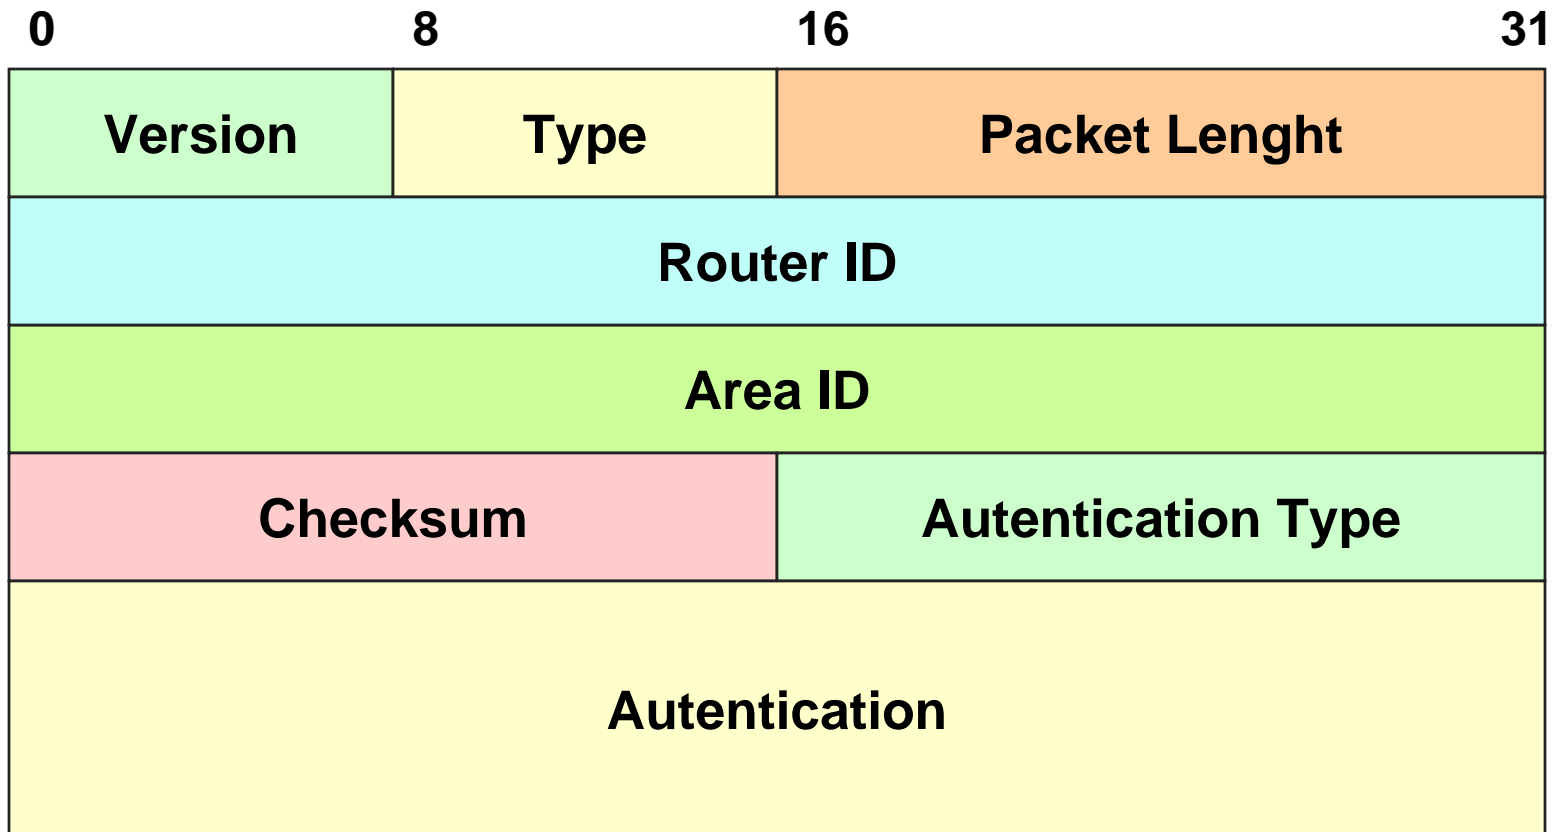 0 8 16 31
Version Type Packet Lenght
Router ID
Area ID
Checksum Autentication Type
Autentication